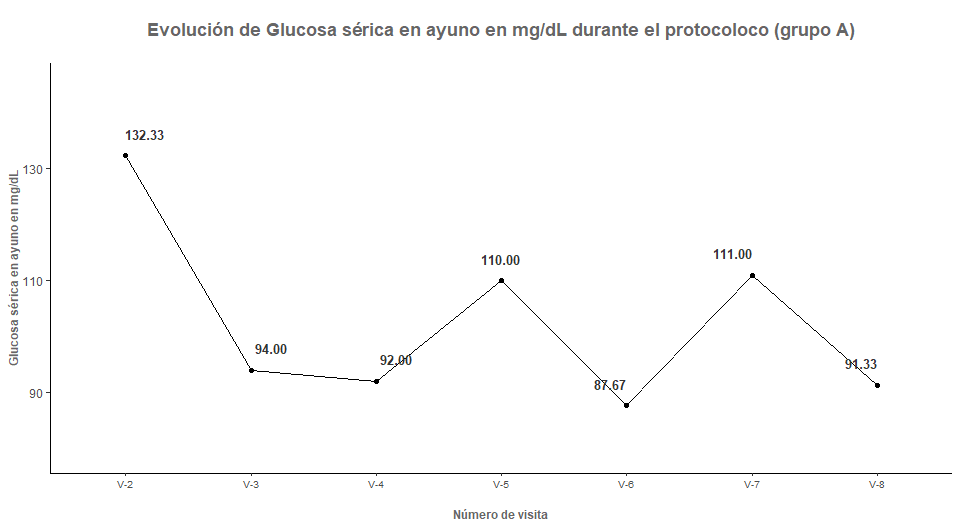 Evolución de Glucosa sérica en ayuno en mg/dL durante el protocoloco (grupo A)
Glucosa sérica en ayuno en mg/dL
130
110
90
132.33
94.00
92.00
110.00
87.67
111.00
91.33
V-2
V-3
V-4
V-5
V-6
V-7
V-8
Número de visita